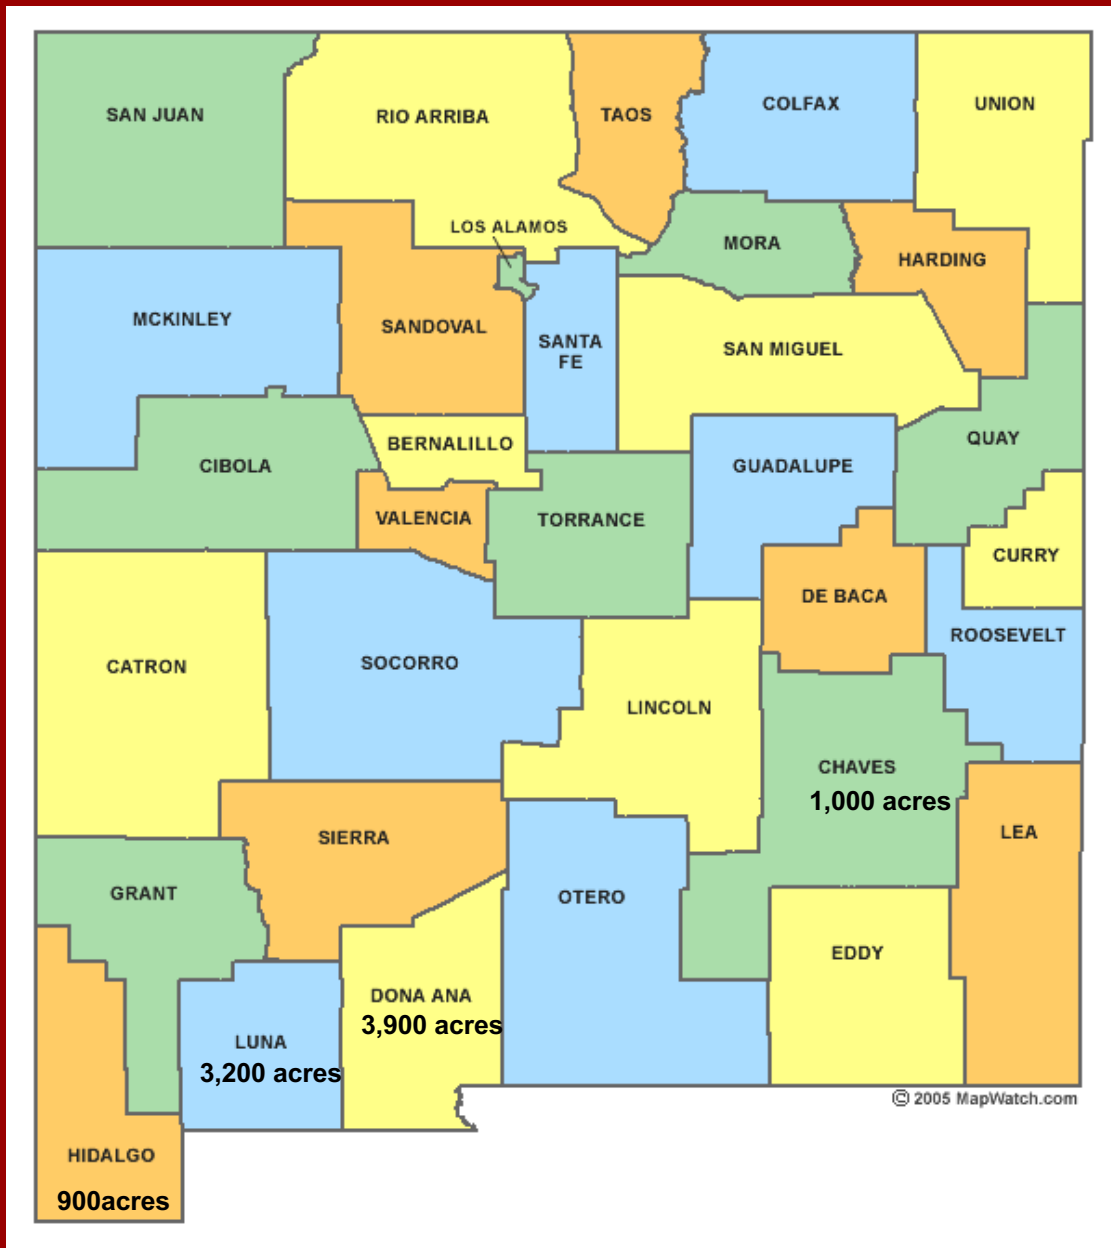 SAN JUAN
RIO ARRIBA
TAOS
COLFAX
UNION
LOS ALAMOS
MORA
HARDING
MCKINLEY
SANDOVAL
SANTA
FE
SAN MIGUEL
QUAY
BERNALILLO
CIBOLA
GUADALUPE
VALENCIA
TORRANCE
CURRY
DE BACA
ROOSEVELT
CATRON
SOCORRO
LINCOLN
CHAVES
1,000 acres
LEA
SIERRA
GRANT
OTERO
EDDY
DONA ANA
3,900 acres
LUNA
3,200 acres
© 2005 MapWatch.com
HIDALGO
900acres